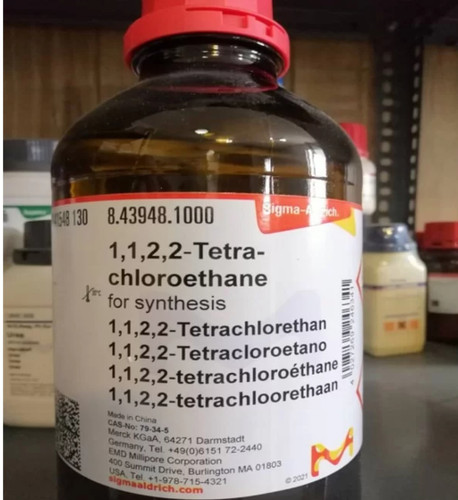 8.43948.1000
Sigma-Aldrich.
1,1,2,2-Tetra-
chloroethane
for synthesis
1,1,2,2-Tetrachlorethan
1,1,2,2-Tetracloroetano
1,1,2,2-tetrachloroéthane
1,1,2,2-tetrachloorethaan
Made in China
CAS-No: 79-34-5
Merck KGaA, 64271 Darmstadt
Germany, Tel. +49(0)6151 72-2440
EMD Millipore Corporation
400 Summit Drive, Burlington MA 01803
USA, Tel. +1-978-715-4321
sigmaaldrich.com
© 2021